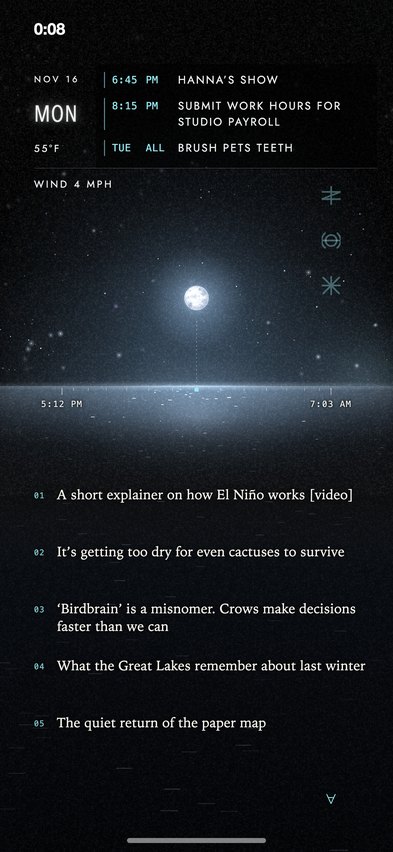 0:08
NOV 16
MON
55°F
6:45 PM HANNA'S SHOW
8:15 PM SUBMIT WORK HOURS FOR
STUDIO PAYROLL
TUE ALL BRUSH PETS TEETH
WIND 4 MPH
5:12 PM
7:03 AM
01 A short explainer on how El Niño works [video]
02 It’s getting too dry for even cactuses to survive
03 ‘Birdbrain’ is a misnomer. Crows make decisions
faster than we can
04 What the Great Lakes remember about last winter
05 The quiet return of the paper map